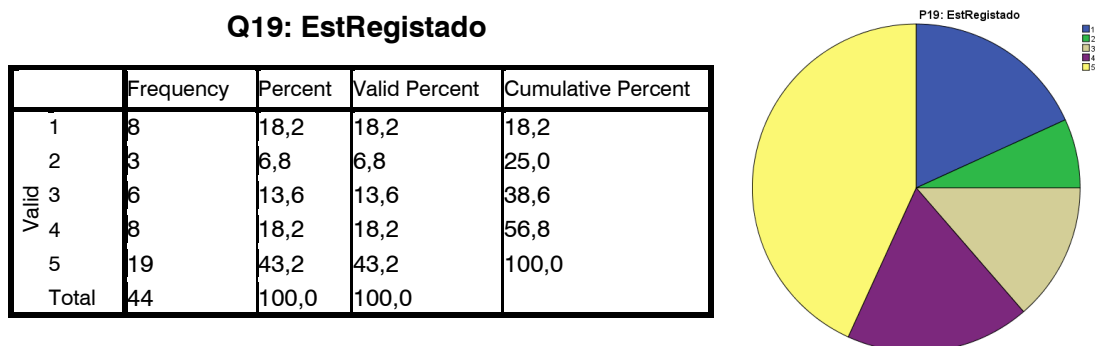 Q19: EstRegistado
Frequency Percent Valid Percent Cumulative Percent
Valid
1 8 18,2 18,2 18,2
2 3 6,8 6,8 25,0
3 6 13,6 13,6 38,6
4 8 18,2 18,2 56,8
5 19 43,2 43,2 100,0
Total 44 100,0 100,0
P19: EstRegistado
1
2
3
4
5